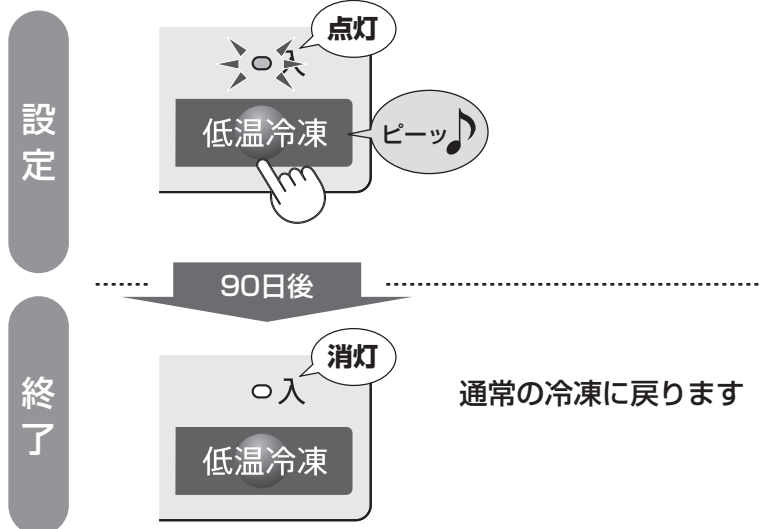 設定
点灯
入
低温冷凍
ピーッ♪
90日後
終了
消灯
入
低温冷凍
通常の冷凍に戻ります